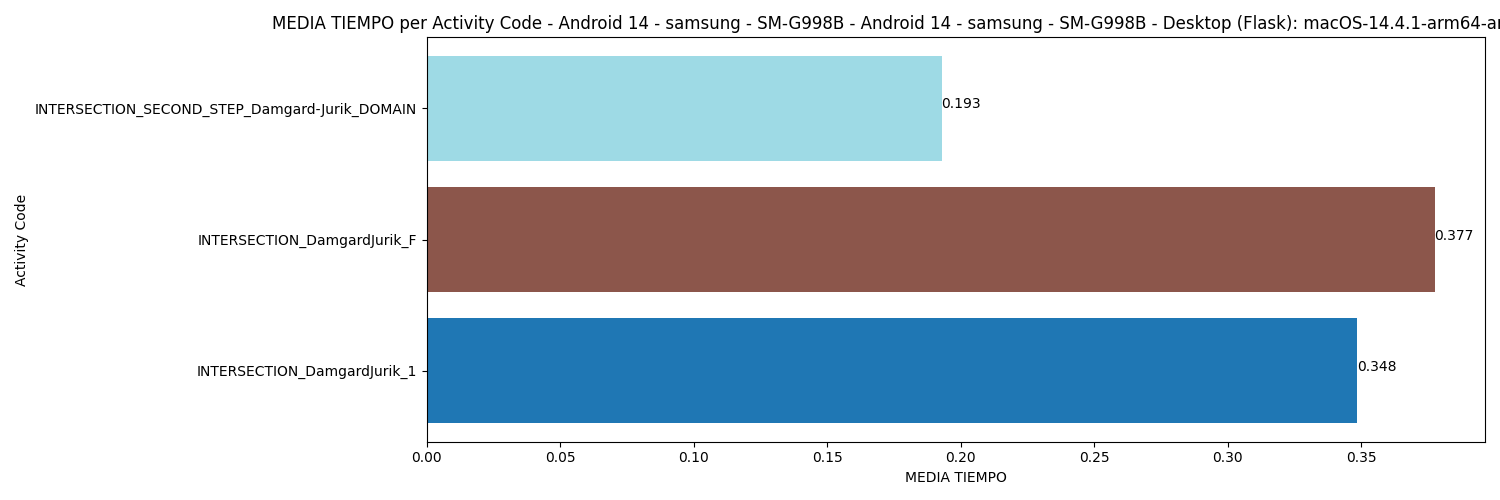 MEDIA TIEMPO per Activity Code - Android 14 - samsung - SM-G998B - Android 14 - samsung - SM-G998B - Desktop (Flask): macOS-14.4.1-arm64-ar
INTERSECTION_SECOND_STEP_Damgard-Jurik_DOMAIN
0.193
INTERSECTION_DamgardJurik_F
0.377
INTERSECTION_DamgardJurik_1
0.348
Activity Code
0.00 0.05 0.10 0.15 0.20 0.25 0.30 0.35
MEDIA TIEMPO